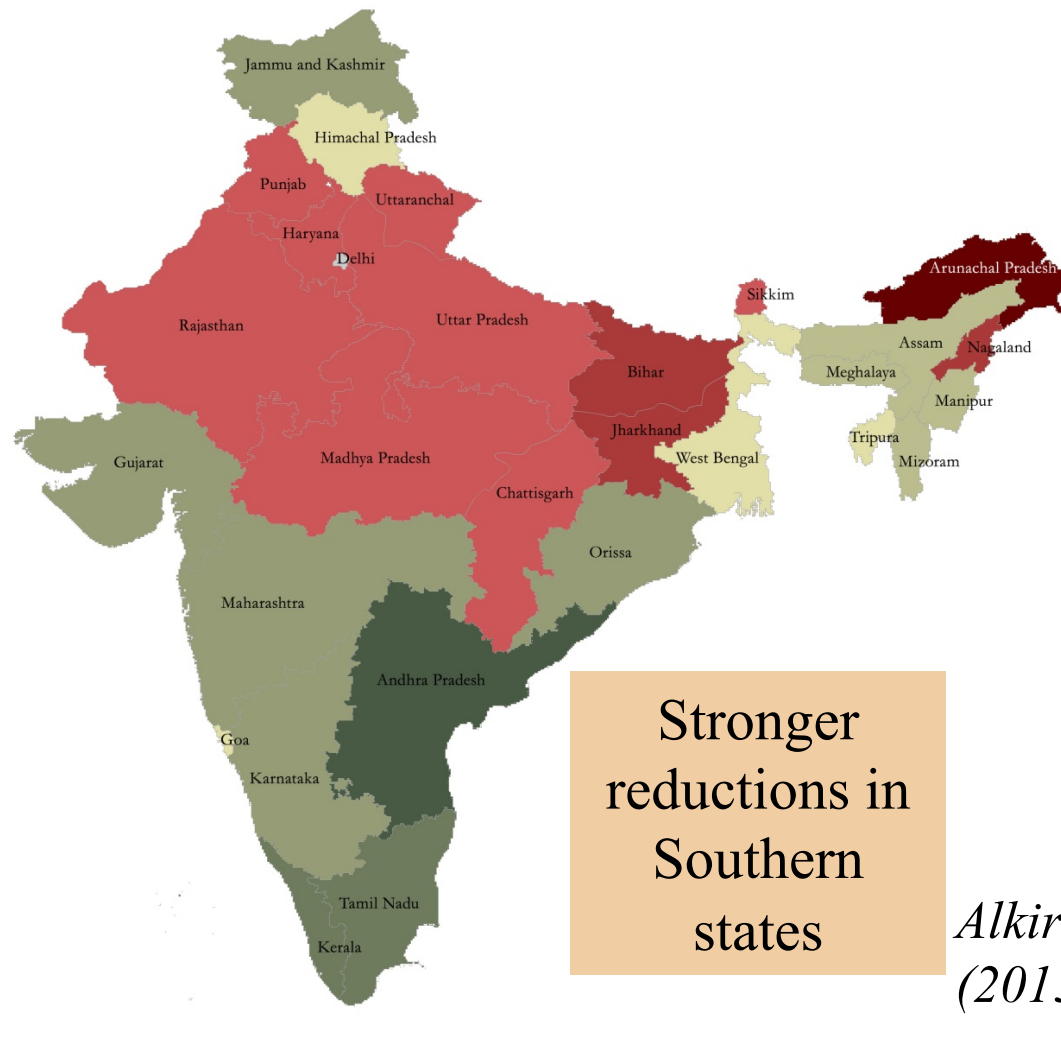 Jammu and Kashmir
Himachal Pradesh
Punjab
Uttaranchal
Haryana
Delhi
Arunachal Pradesh
Sikkim
Rajasthan
Uttar Pradesh
Assam
Nagaland
Bihar
Meghalaya
Manipur
Jharkhand
Tripura
Gujarat
Madhya Pradesh
West Bengal
Mizoram
Chattisgarh
Orissa
Maharashtra
Andhra Pradesh
Goa
Karnataka
Stronger
reductions in
Southern
states
Tamil Nadu
Kerala
Alkir
(201